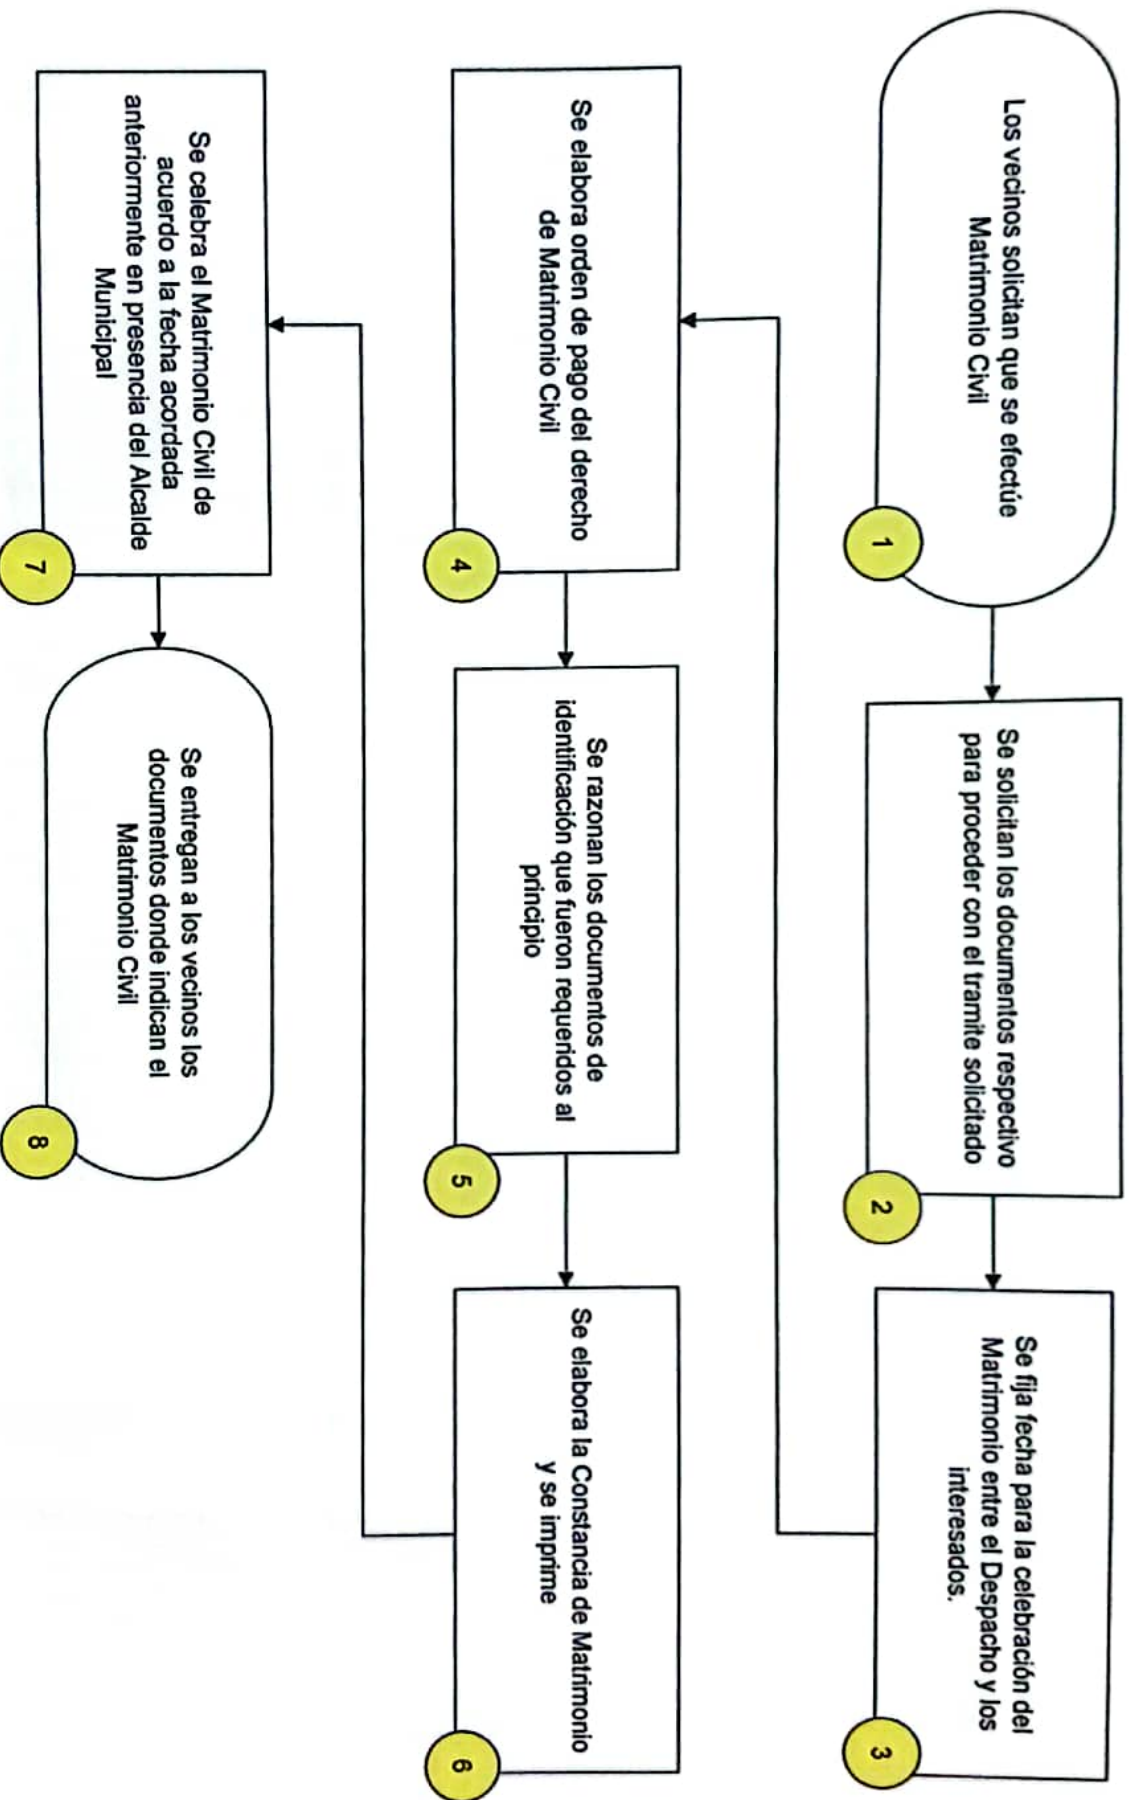 Los vecinos solicitan que se efectúe
Matrimonio Civil
1
Se solicitan los documentos respectivo
para proceder con el tramite solicitado
2
Se fija fecha para la celebración del
Matrimonio entre el Despacho y los
interesados.
3
Se elabora orden de pago del derecho
de Matrimonio Civil
4
Se razonan los documentos de
identificación que fueron requeridos al
principio
5
Se elabora la Constancia de Matrimonio
y se imprime
6
Se celebra el Matrimonio Civil de
acuerdo a la fecha acordada
anteriormente en presencia del Alcalde
Municipal
7
Se entregan a los vecinos los
documentos donde indican el
Matrimonio Civil
8